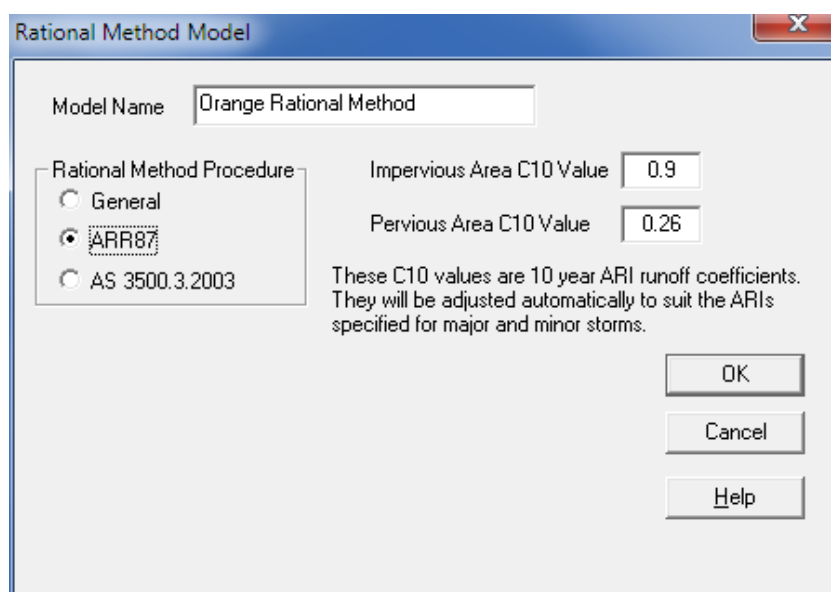 Rational Method Model
X
Model Name
Orange Rational Method
Rational Method Procedure
General
ARR87
AS 3500.3.2003
Impervious Area C10 Value
0.9
Pervious Area C10 Value
0.26
These C10 values are 10 year ARI runoff coefficients.
They will be adjusted automatically to suit the ARIs
specified for major and minor storms.
OK
Cancel
Help